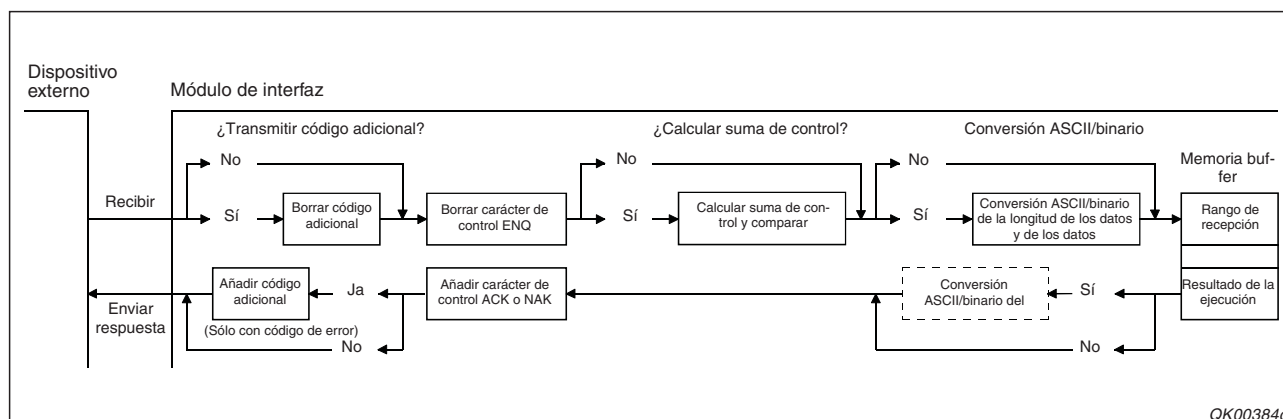 Dispositivo
externo
Módulo de interfaz
¿Transmitir código adicional?
¿Calcular suma de control?
Conversión ASCII/binario
No
No
No
Memoria buf-
fer
Recibir
Sí
Borrar código
adicional
Borrar carácter de
control ENQ
Sí
Calcular suma de con-
trol y comparar
Sí
Conversión ASCII/binario
de la longitud de los datos
y de los datos
Rango de
recepción
Enviar
respuesta
Añadir código
adicional
(Sólo con código de error)
Ja
Añadir carácter de
control ACK o NAK
Conversión
ASCII/binario del
Sí
Resultado de la
ejecución
No
No
QK00384c